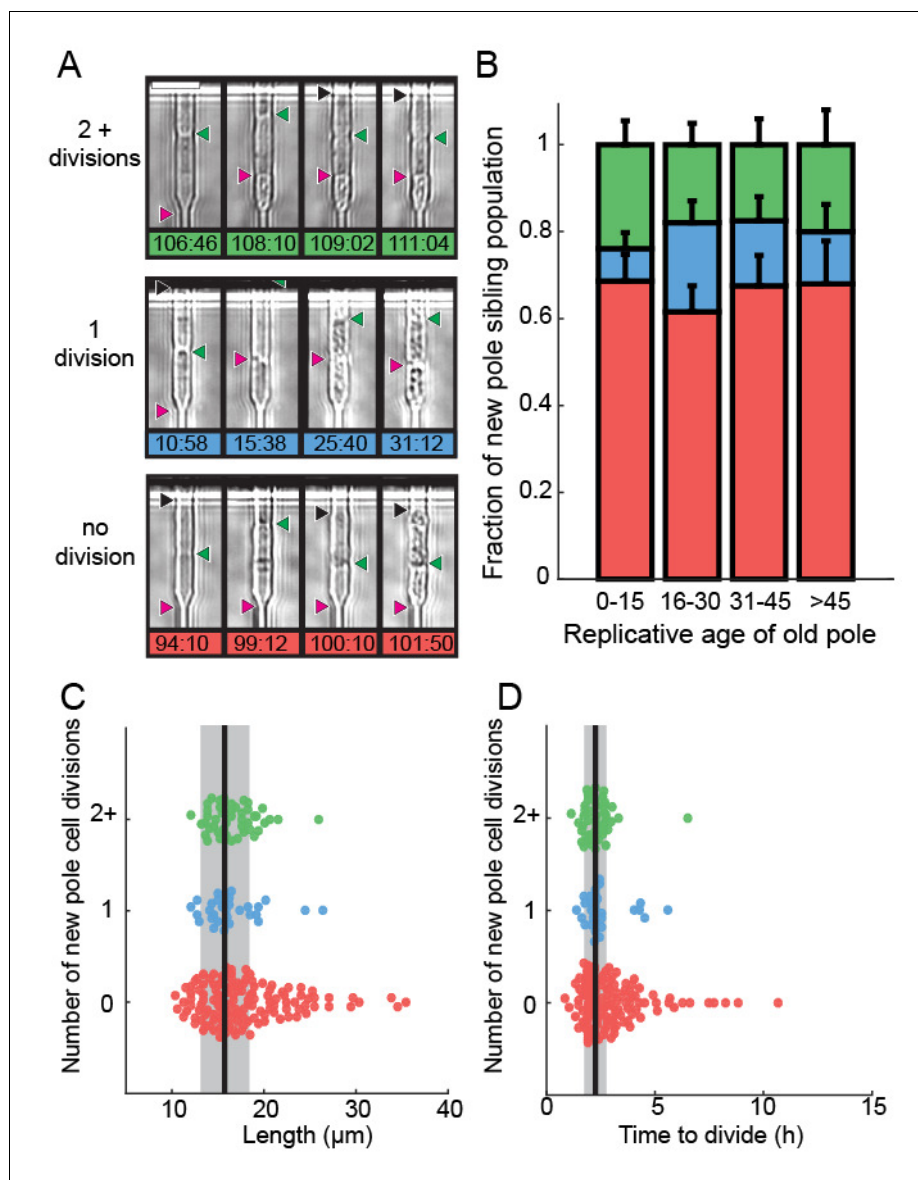 A
2 +
divisions
106:46 108:10 109:02 111:04
1
division
10:58 15:38 25:40 31:12
no
division
94:10 99:12 100:10 101:50
B
Fraction of new pole sibling population
1
0.8
0.6
0.4
0.2
0
0-15 16-30 31-45 >45
Replicative age of old pole
C
Number of new pole cell divisions
2+
1
0
10 20 30 40
Length (µm)
D
Number of new pole cell divisions
2+
1
0
0 5 10 15
Time to divide (h)